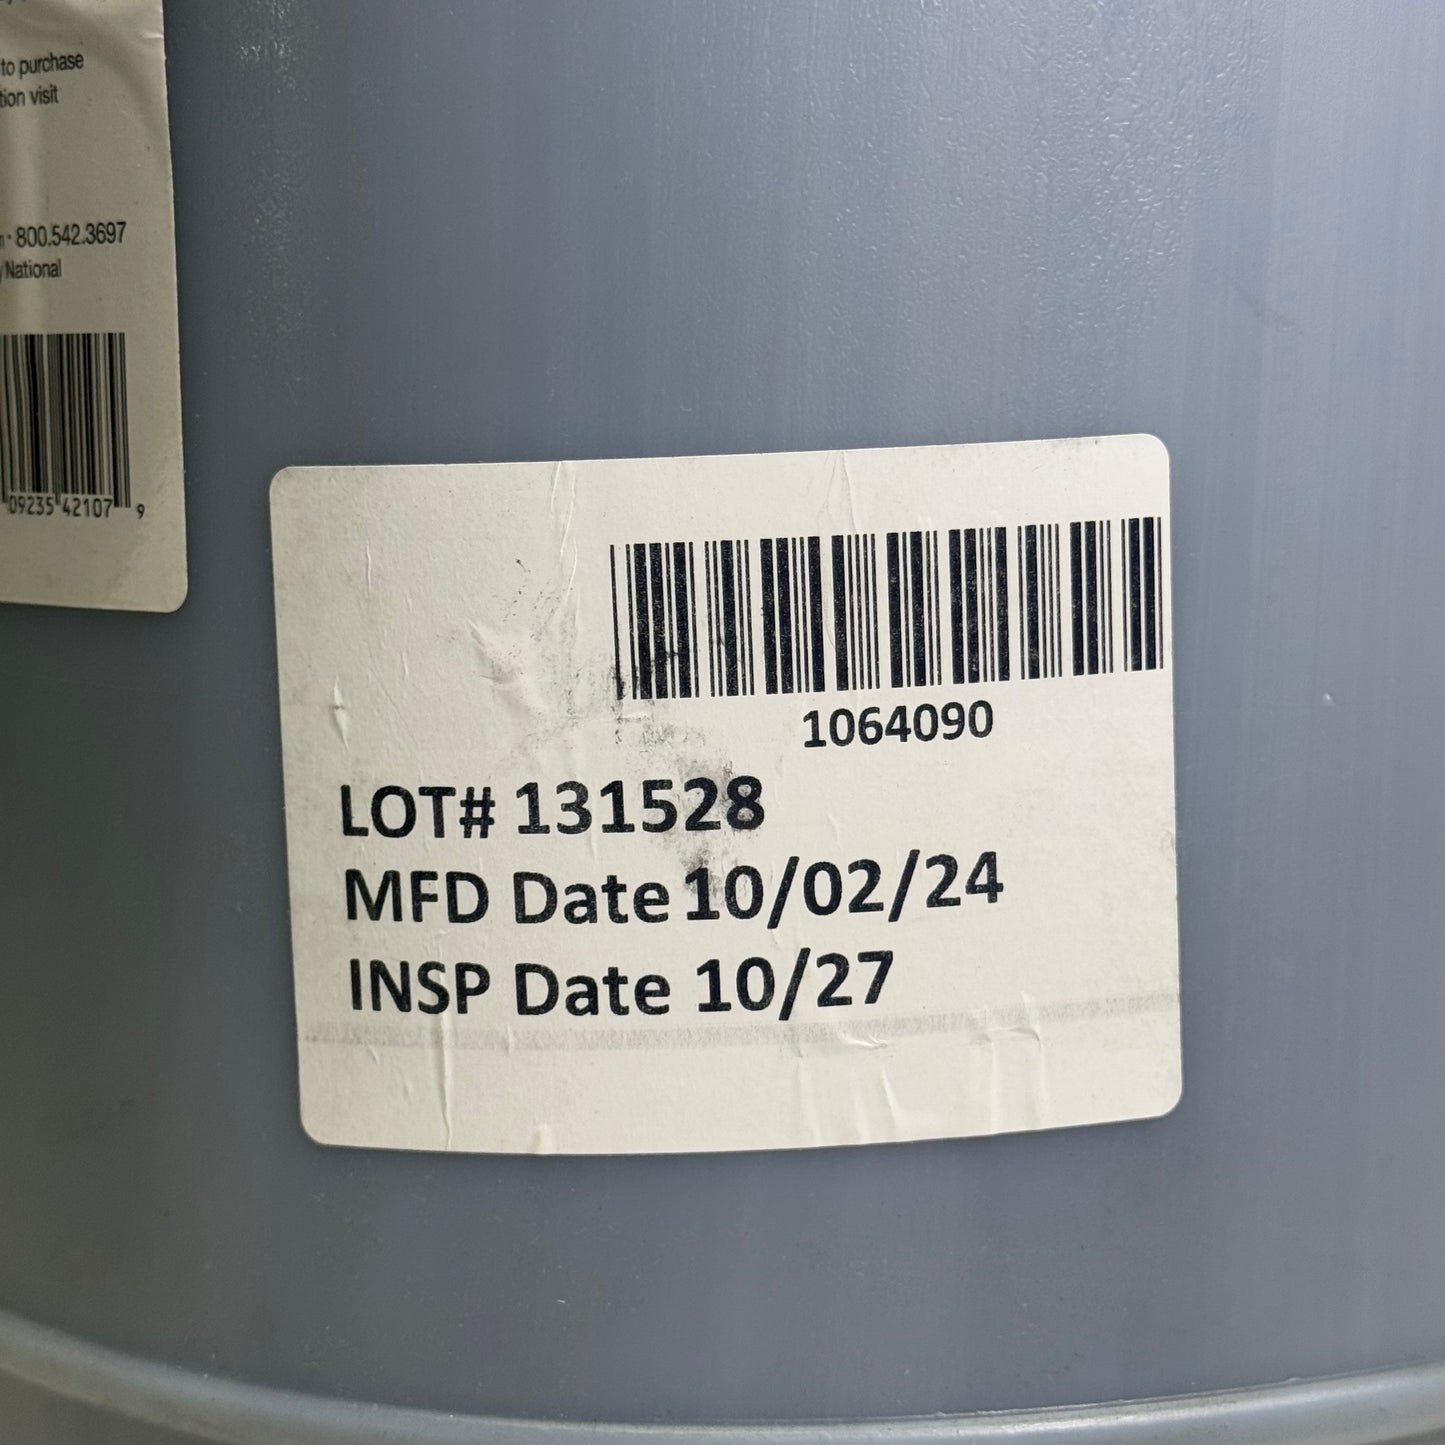 to purchase
visit
800.542.3697
National
09235 42107 9
1064090
LOT# 131528
MFD Date 10/02/24
INSP Date 10/27